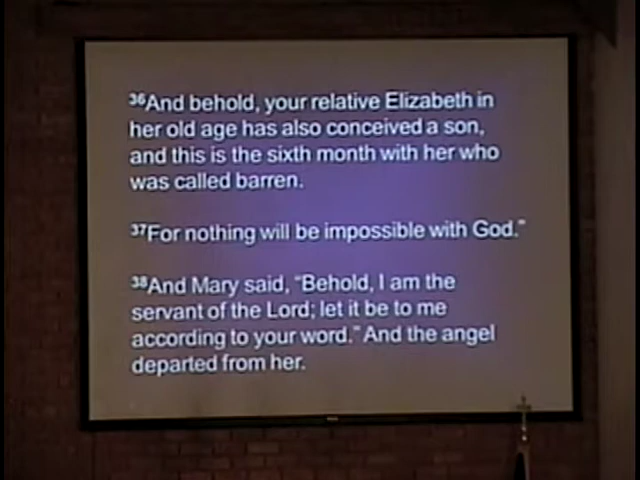 36And behold, your relative Elizabeth in
her old age has also conceived a son,
and this is the sixth month with her who
was called barren.
37For nothing will be impossible with God.”
38And Mary said, “Behold, I am the
servant of the Lord; let it be to me
according to your word.” And the angel
departed from her.